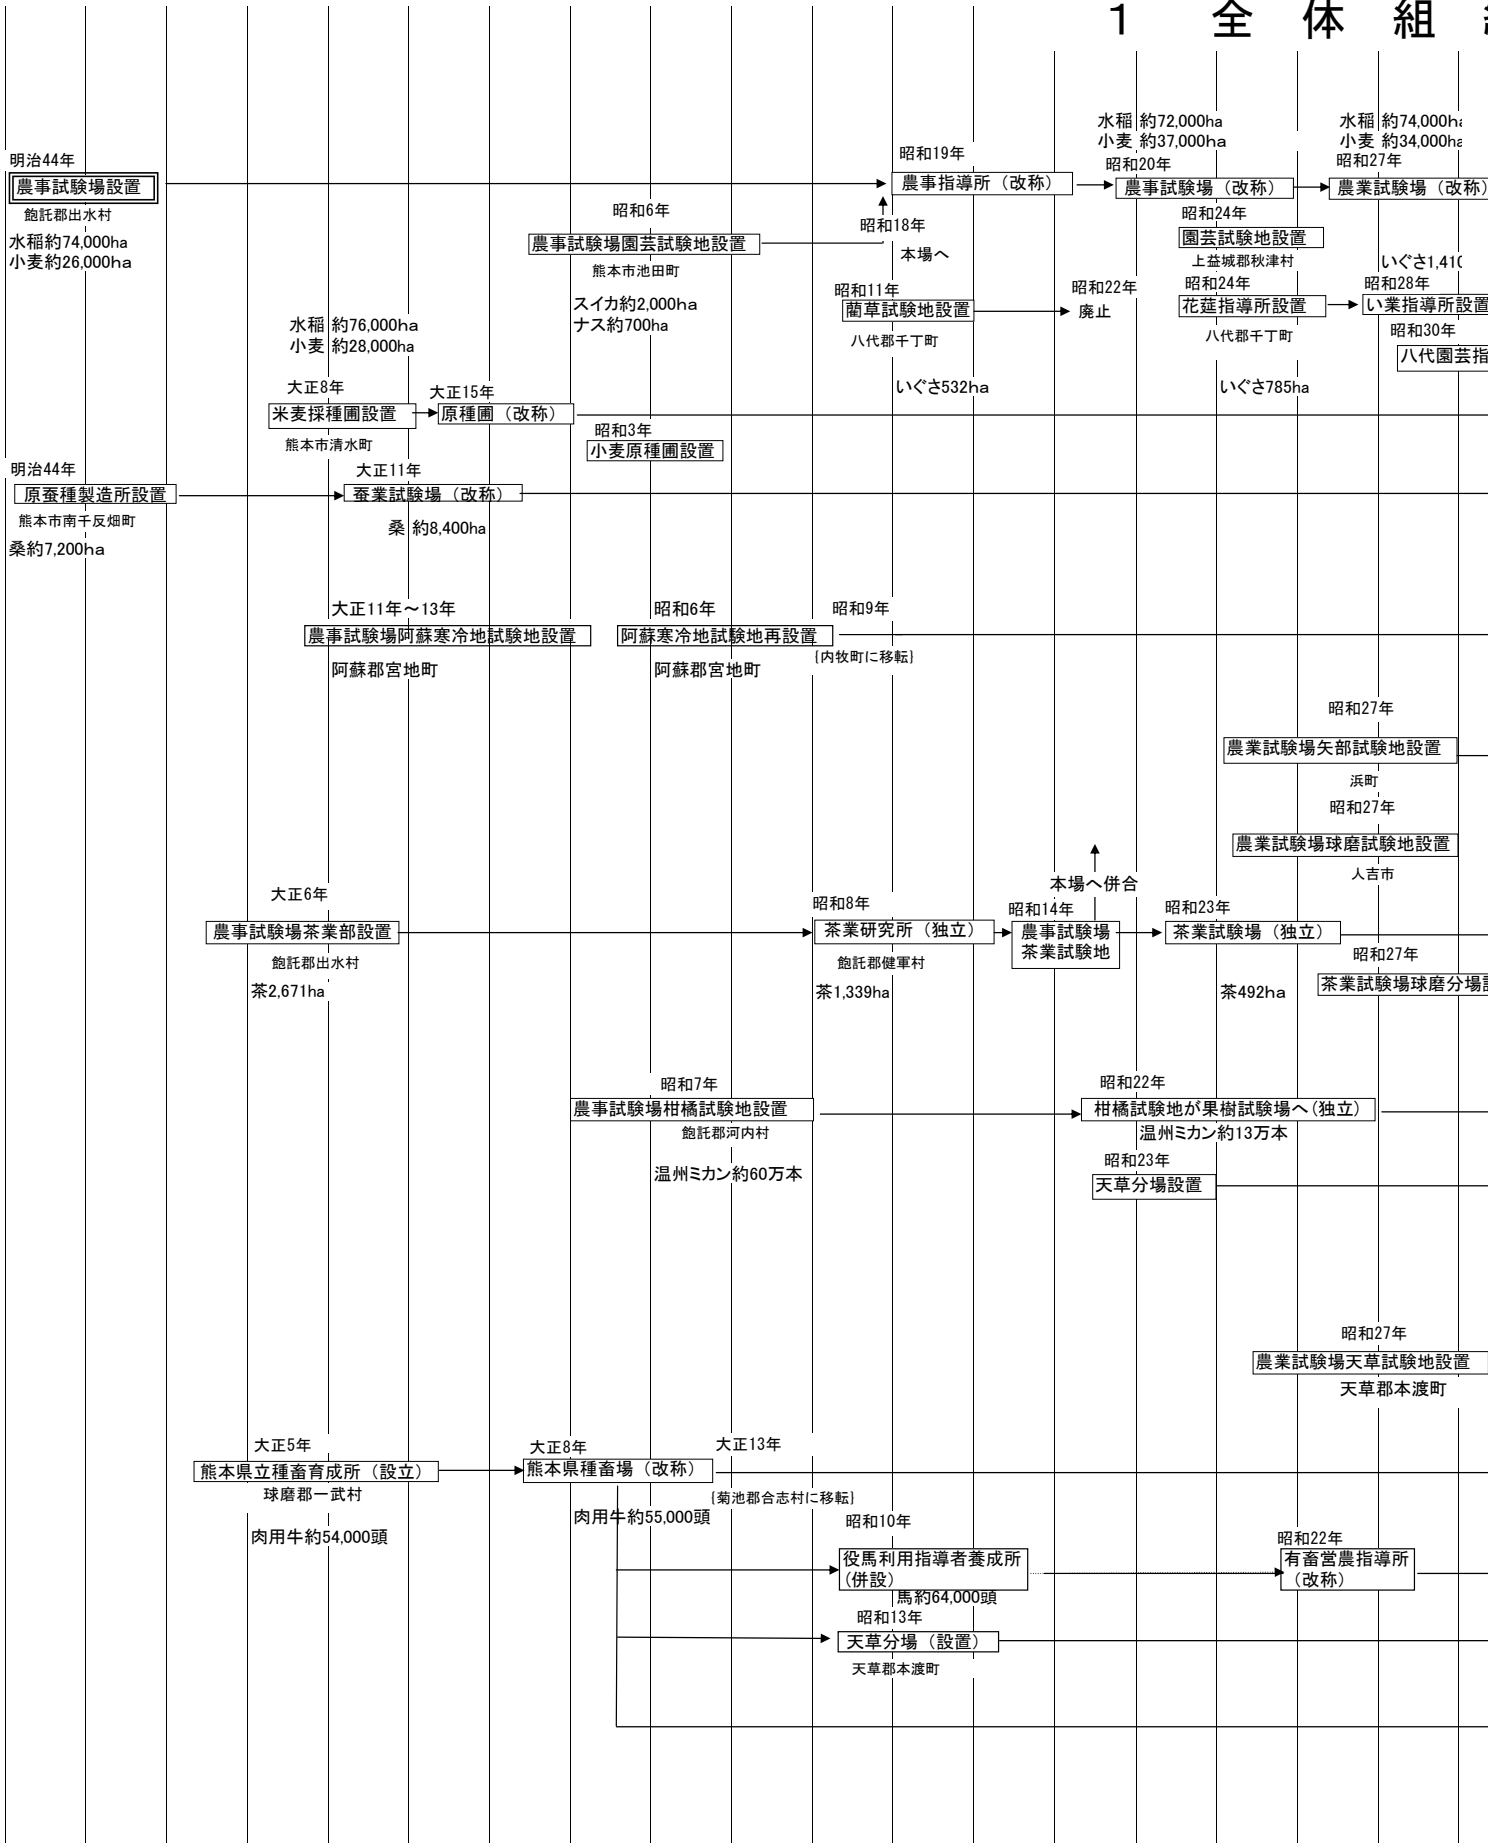 1 全体組
明治44年
農事試験場設置
飽託郡出水村
水稲約74,000ha
小麦約26,000ha
昭和6年
農事試験場園芸試験地設置
熊本市池田町
スイカ約2,000ha
ナス約700ha
昭和19年
農事指導所（改称）
昭和18年
本場へ
水稲 約72,000ha
小麦 約37,000ha
昭和20年
農事試験場（改称）
水稲 約74,000ha
小麦 約34,000ha
昭和27年
農業試験場（改称）
昭和24年
園芸試験地設置
上益城郡秋津村
昭和11年
藺草試験地設置
八代郡千丁町
いぐさ532ha
昭和22年
廃止
昭和24年
花莚指導所設置
八代郡千丁町
いぐさ785ha
いぐさ1,410
昭和28年
い業指導所設置
昭和30年
八代園芸指
水稲 約76,000ha
小麦 約28,000ha
大正8年
米麦採種圃設置
熊本市清水町
大正15年
原種圃（改称）
昭和3年
小麦原種圃設置
明治44年
原蚕種製造所設置
熊本市南千反畑町
桑約7,200ha
大正11年
蚕業試験場（改称）
桑 約8,400ha
大正11年～13年
農事試験場阿蘇寒冷地試験地設置
阿蘇郡宮地町
昭和6年
阿蘇寒冷地試験地再設置
阿蘇郡宮地町
昭和9年
{内牧町に移転}
昭和27年
農業試験場矢部試験地設置
浜町
昭和27年
農業試験場球磨試験地設置
人吉市
大正6年
農事試験場茶業部設置
飽託郡出水村
茶2,671ha
昭和8年
茶業研究所（独立）
飽託郡健軍村
茶1,339ha
本場へ併合
昭和14年
農事試験場
茶業試験地
昭和23年
茶業試験場（独立）
茶492ha
昭和27年
茶業試験場球磨分場設
昭和7年
農事試験場柑橘試験地設置
飽託郡河内村
温州ミカン約60万本
昭和22年
柑橘試験地が果樹試験場へ(独立)
温州ミカン約13万本
昭和23年
天草分場設置
昭和27年
農業試験場天草試験地設置
天草郡本渡町
大正5年
熊本県立種畜育成所（設立）
球磨郡一武村
肉用牛約54,000頭
大正8年
熊本県種畜場（改称）
肉用牛約55,000頭
大正13年
{菊池郡合志村に移転}
昭和10年
役馬利用指導者養成所
(併設)
馬約64,000頭
昭和22年
有畜営農指導所
（改称）
昭和13年
天草分場（設置）
天草郡本渡町